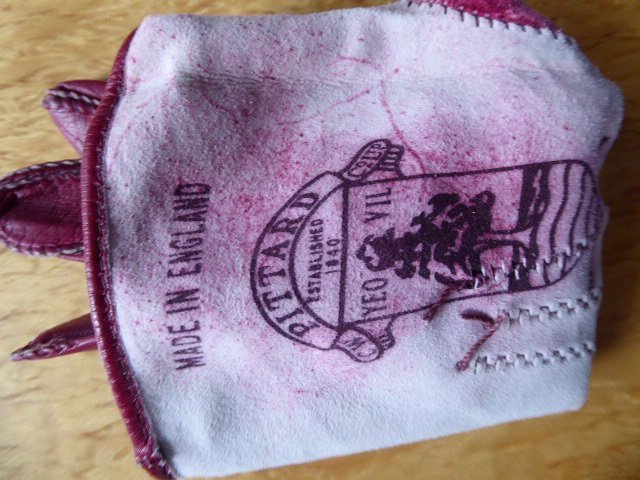 MADE IN ENGLAND
PITTARD
ESTABLISHED
1840
YEO VIL